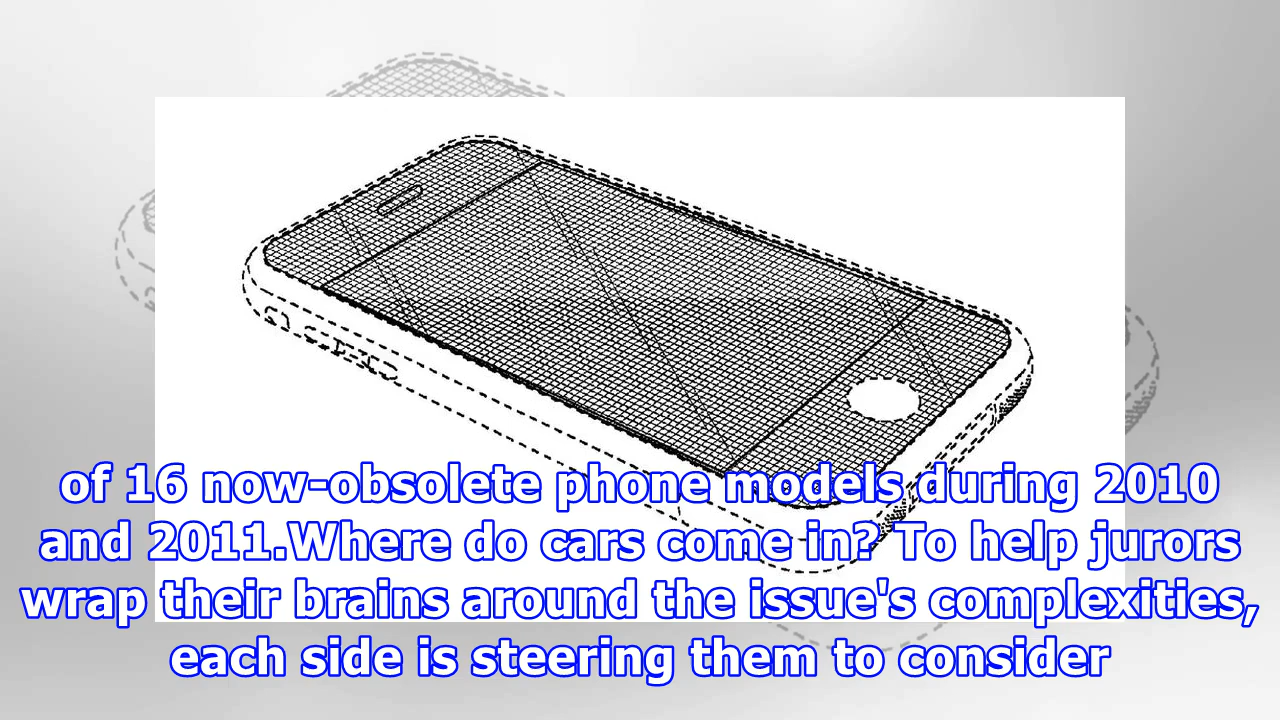 of 16 now-obsolete phone models during 2010
and 2011.Where do cars come in? To help jurors
wrap their brains around the issue's complexities,
each side is steering them to consider